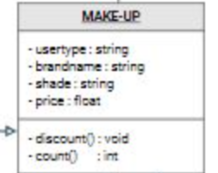 MAKE-UP
- usertype : string
- brandname : string
- shade : string
- price : float
- discount() : void
- count() : int